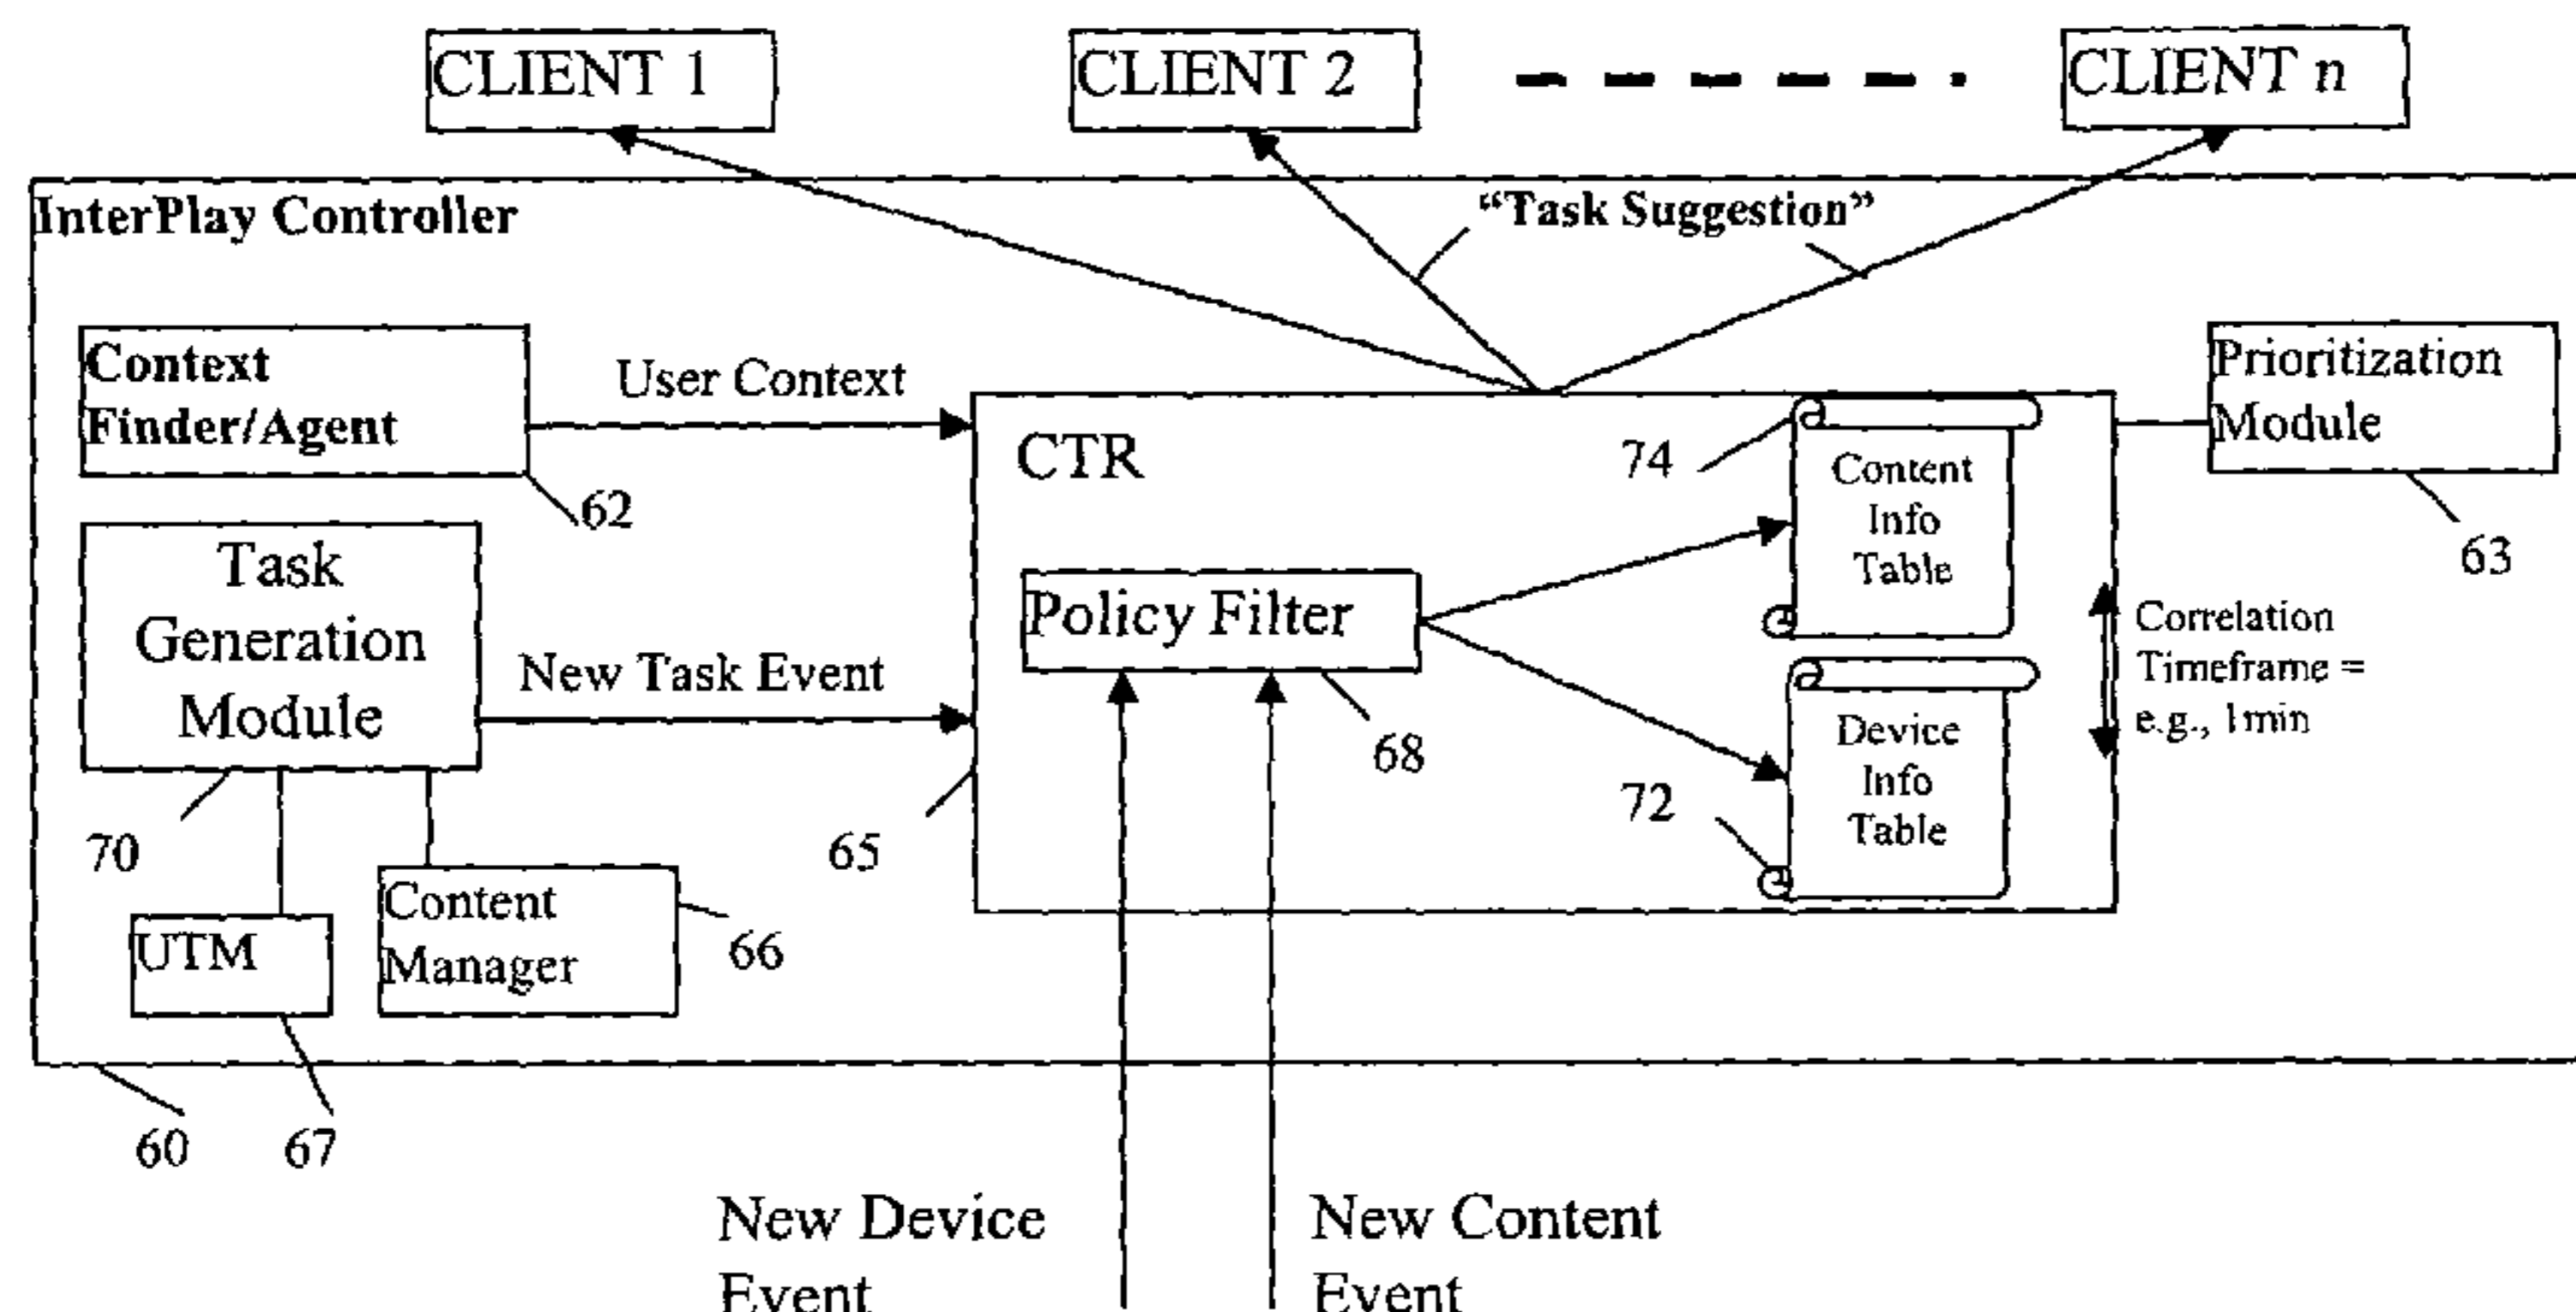 CLIENT 1
CLIENT 2
CLIENT n
InterPlay Controller
“Task Suggestion”
Context
Finder/Agent
User Context
62
Prioritization
Module
63
CTR
74
Content
Info
Table
Task
Generation
Module
New Task Event
Policy Filter
68
Correlation
Timeframe =
e.g., 1min
72
Device
Info
Table
70
65
UTM
Content
Manager
66
60
67
New Device
Event
New Content
Event